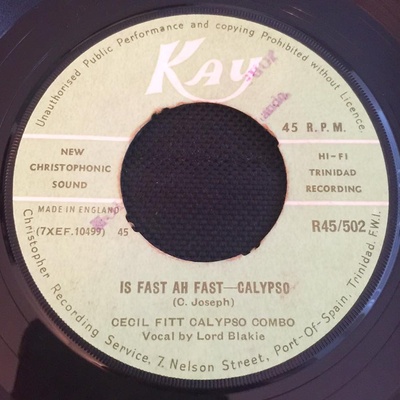 Unauthorised Public Performance and copying Prohibited without Licence.
Kay
45 R.P.M.
NEW
CHRISTOPHONIC
SOUND
HI-FI
TRINIDAD
RECORDING
MADE IN ENGLAND
(7XEF.10499) 45
R45/502
IS FAST AH FAST—CALYPSO
(C. Joseph)
CECIL FITT CALYPSO COMBO
Vocal by Lord Blakie
Christopher Recording Service, 7, Nelson Street, Port-Of-Spain, Trinidad, F.W.I.